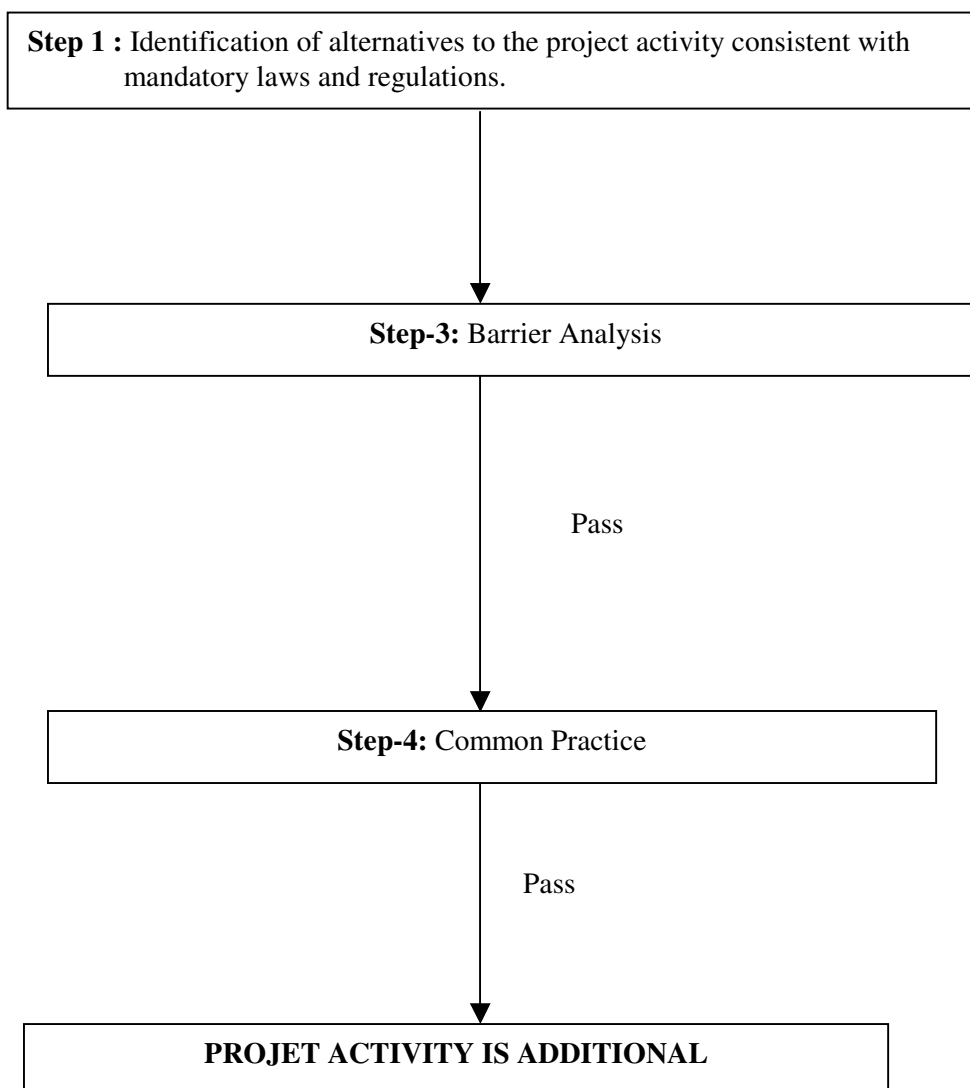 Step 1 : Identification of alternatives to the project activity consistent with
mandatory laws and regulations.
Step-3: Barrier Analysis
Pass
Step-4: Common Practice
Pass
PROJET ACTIVITY IS ADDITIONAL